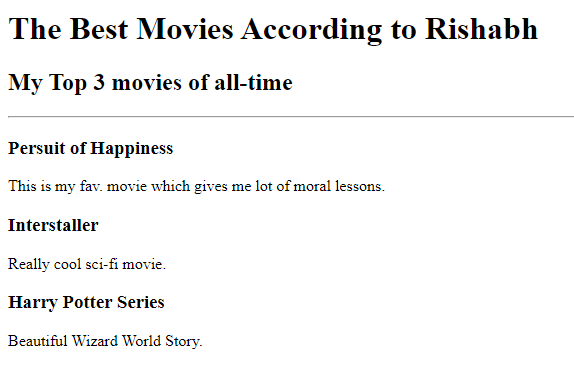 The Best Movies According to Rishabh
My Top 3 movies of all-time
Persuit of Happiness
This is my fav. movie which gives me lot of moral lessons.
Interstaller
Really cool sci-fi movie.
Harry Potter Series
Beautiful Wizard World Story.